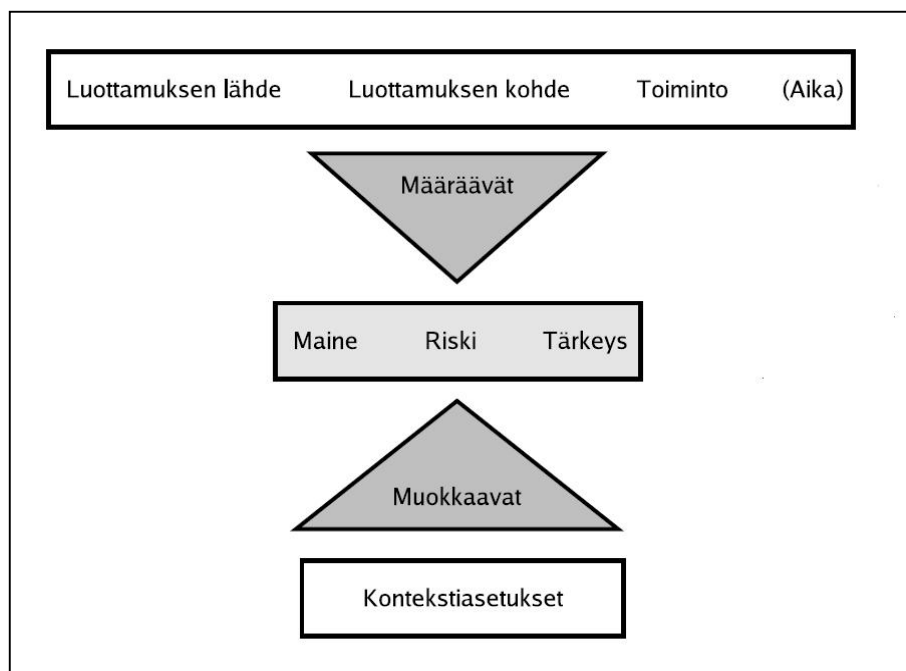 Luottamuksen lähde Luottamuksen kohde Toiminto (Aika)
Määräävät
Maine Riski Tärkeys
Muokkaavat
Kontekstiasetukset